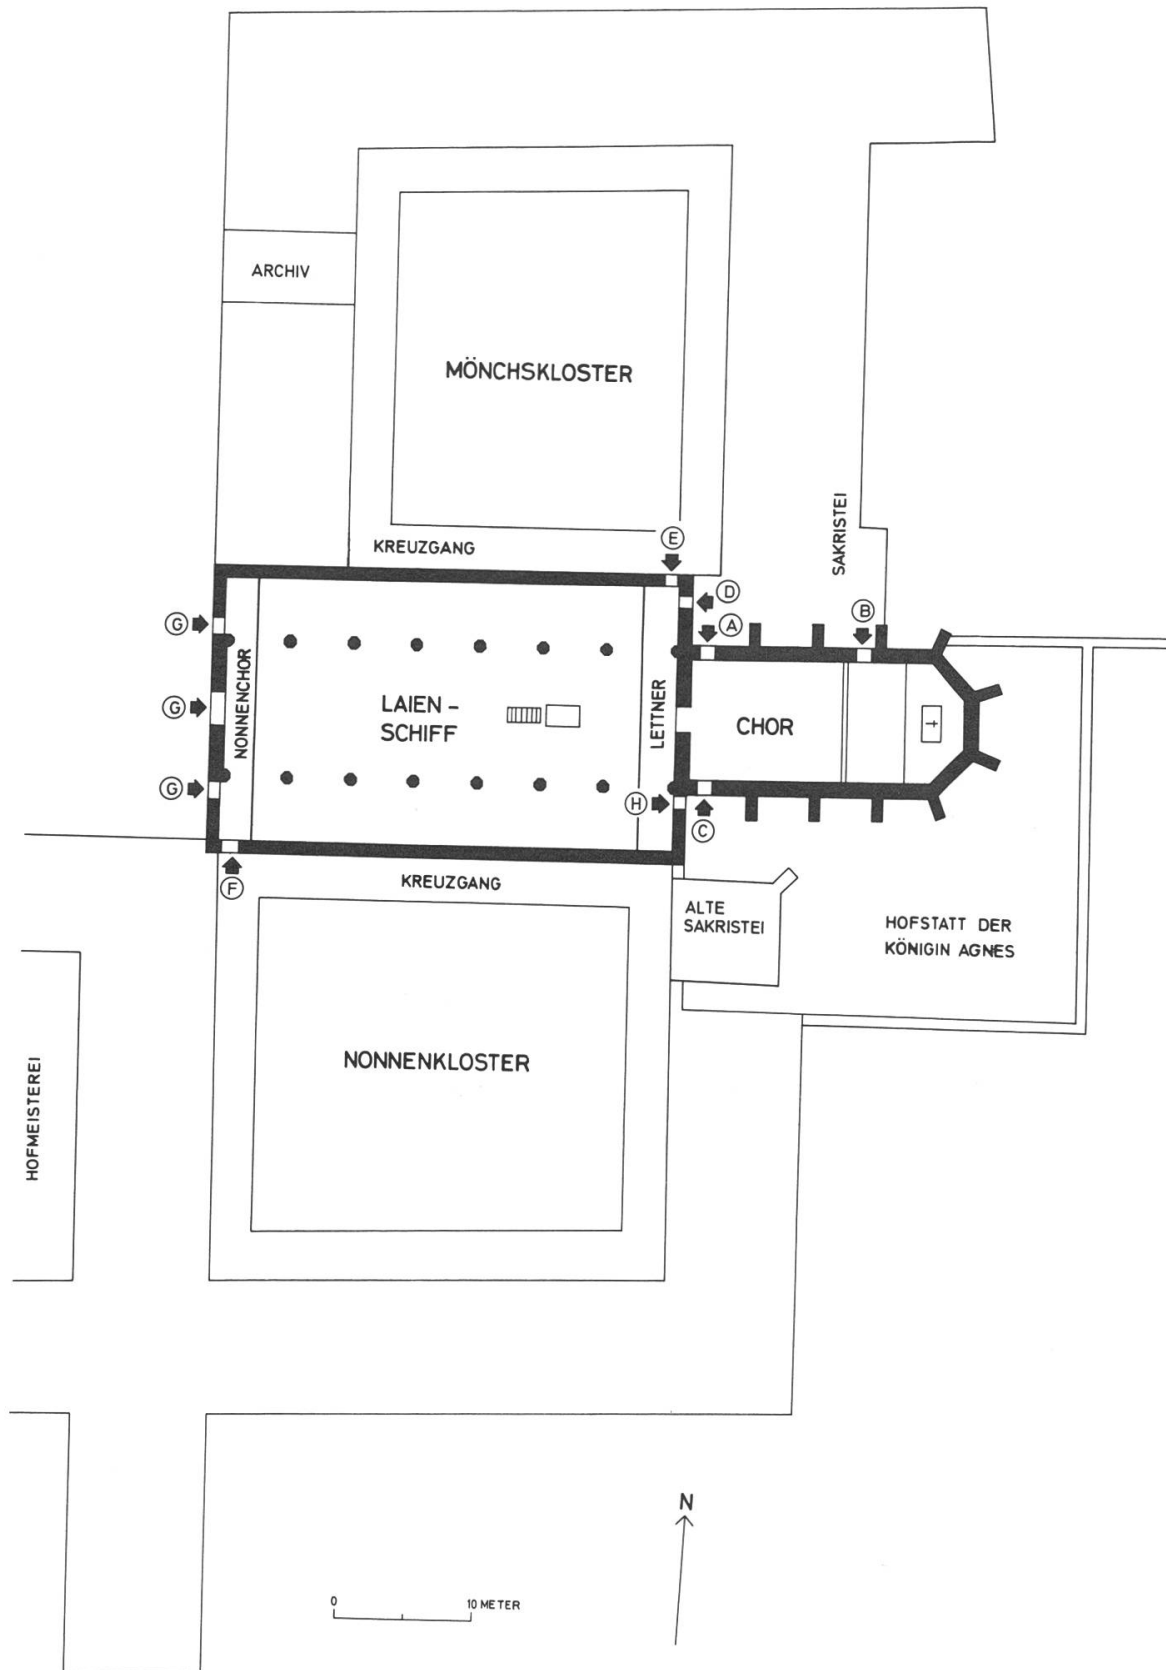 ARCHIV
MÖNCHSKLOSTER
SAKRISTEI
KREUZGANG
E
D
A
B
G
NONNENCHOR
LAIEN-
SCHIFF
LETTNER
CHOR
†
G
G
H
C
F
KREUZGANG
ALTE
SAKRISTEI
HOFSTATT DER
KÖNIGIN AGNES
NONNENKLOSTER
HOFMEISTEREI
N
0
10 METER